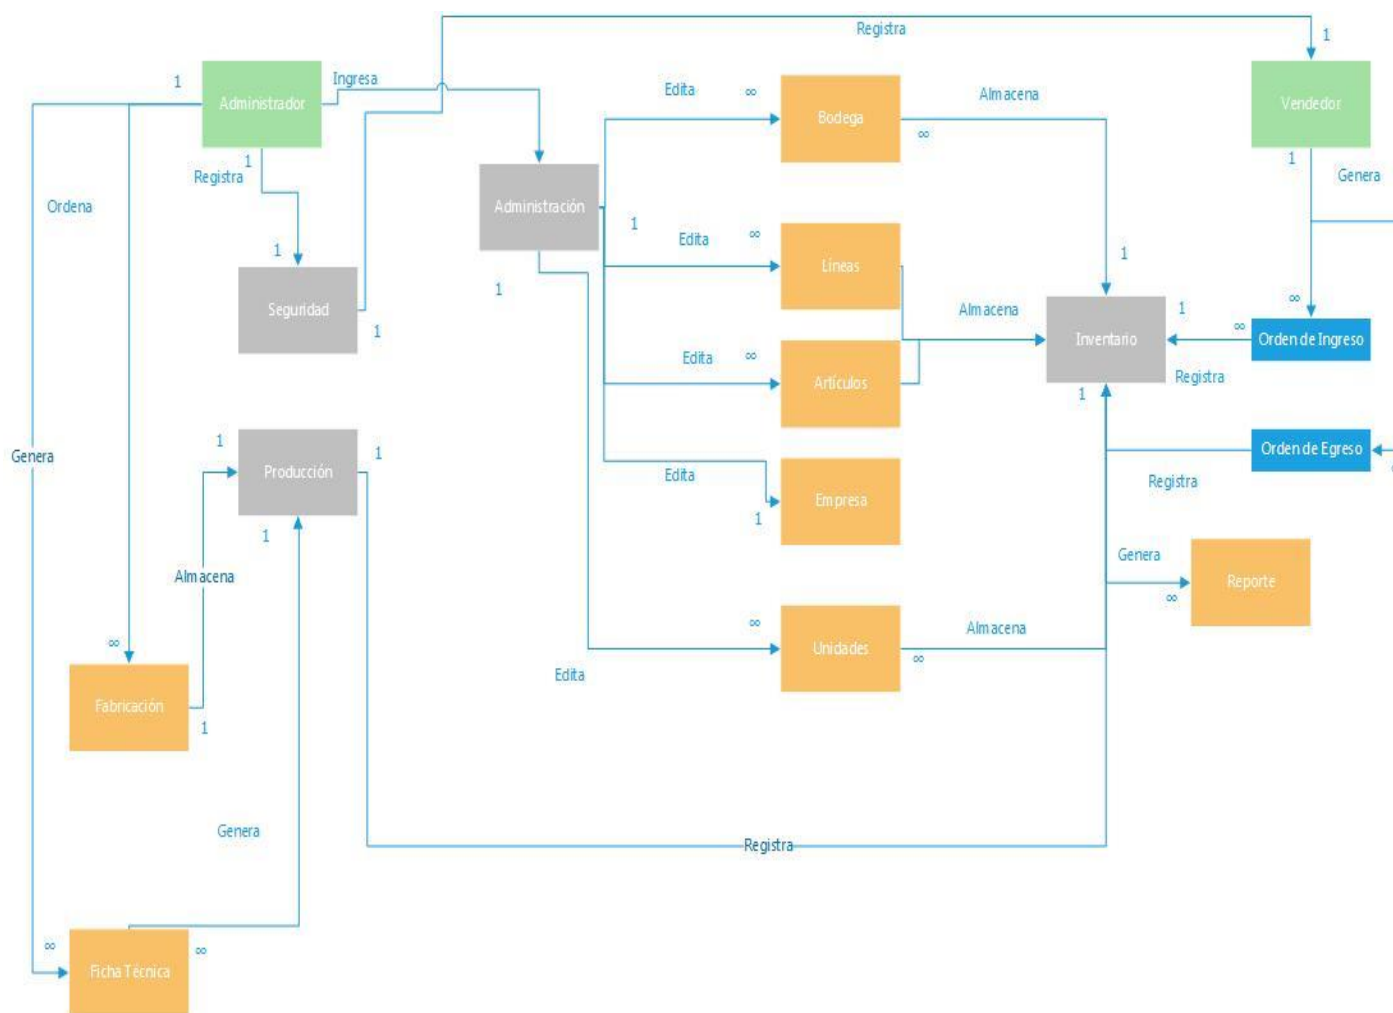 Registra
1
1
Administrador
Ingresa
Edita
∞
Bodega
Almacena
∞
Vendedor
1
Registra
1
Genera
Ordena
Administración
1
Edita
∞
Líneas
1
1
Seguridad
1
1
Almacena
1
1
Inventario
∞
∞
Orden de Ingreso
Registra
Edita
∞
Artículos
1
Genera
1
Producción
1
Edita
1
Empresa
Orden de Egreso
∞
Registra
1
Almacena
Genera
∞
Reporte
∞
Fabricación
1
∞
Unidades
Edita
Almacena
∞
Genera
Registra
∞
Ficha Técnica
∞